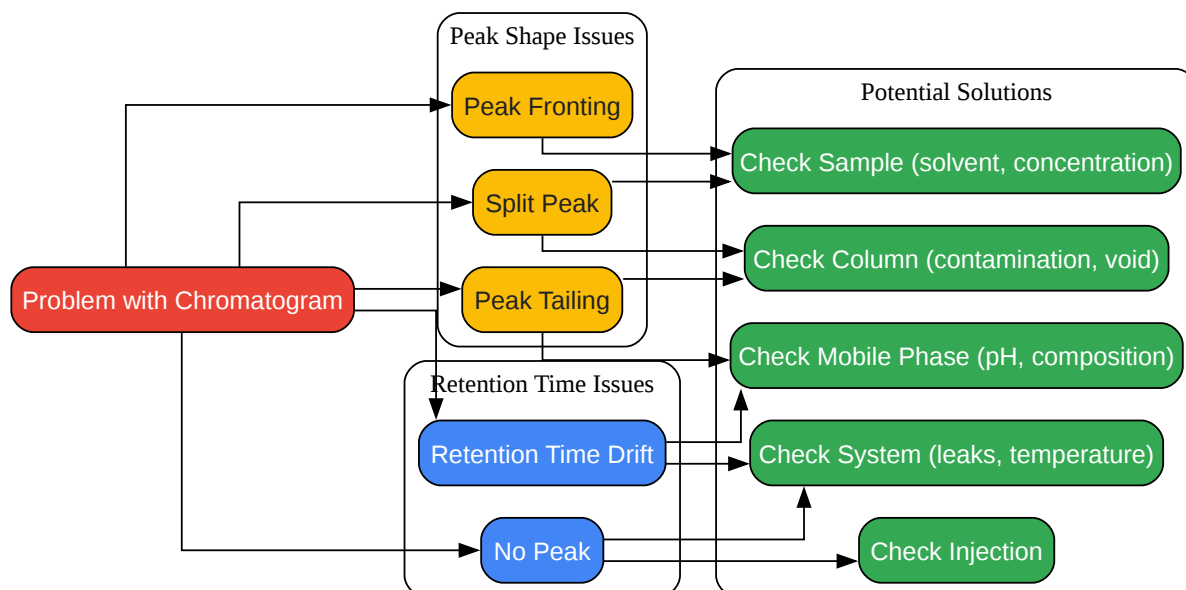 Peak Shape Issues
Peak Fronting
Split Peak
Peak Tailing
Problem with Chromatogram
Retention Time Issues
Retention Time Drift
No Peak
Potential Solutions
Check Sample (solvent, concentration)
Check Column (contamination, void)
Check Mobile Phase (pH, composition)
Check System (leaks, temperature)
Check Injection